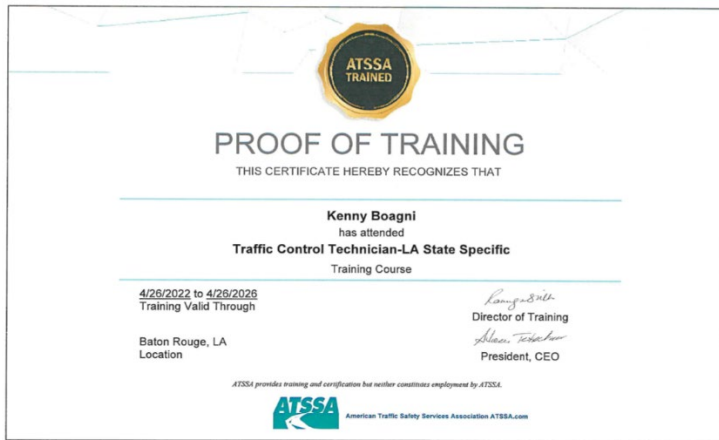 ATSSA
TRAINED
PROOF OF TRAINING
THIS CERTIFICATE HEREBY RECOGNIZES THAT
Kenny Boagni
has attended
Traffic Control Technician-LA State Specific
Training Course
4/26/2022 to 4/26/2026
Training Valid Through
Director of Training
Baton Rouge, LA
Location
President, CEO
ATSSA provides training and certification but neither constitutes employment by ATSSA.
ATSSA
American Traffic Safety Services Association ATSSA.com